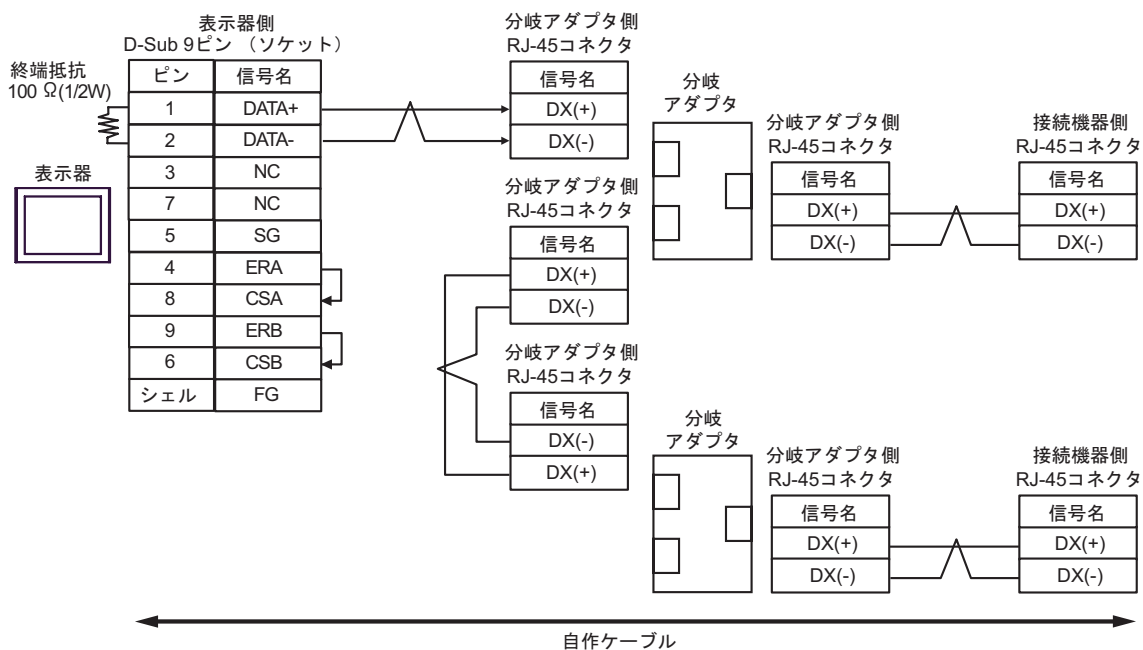 表示器側
D-Sub 9ピン （ソケット）
終端抵抗
100 Ω(1/2W)
表示器
ピン 信号名
1 DATA+
2 DATA-
3 NC
7 NC
5 SG
4 ERA
8 CSA
9 ERB
6 CSB
シェル FG
分岐アダプタ側
RJ-45コネクタ
信号名
DX(+)
DX(-)
分岐アダプタ側
RJ-45コネクタ
信号名
DX(+)
DX(-)
分岐アダプタ側
RJ-45コネクタ
信号名
DX(-)
DX(+)
分岐
アダプタ
分岐アダプタ側
RJ-45コネクタ
信号名
DX(+)
DX(-)
接続機器側
RJ-45コネクタ
信号名
DX(+)
DX(-)
分岐
アダプタ
分岐アダプタ側
RJ-45コネクタ
信号名
DX(+)
DX(-)
接続機器側
RJ-45コネクタ
信号名
DX(+)
DX(-)
自作ケーブル